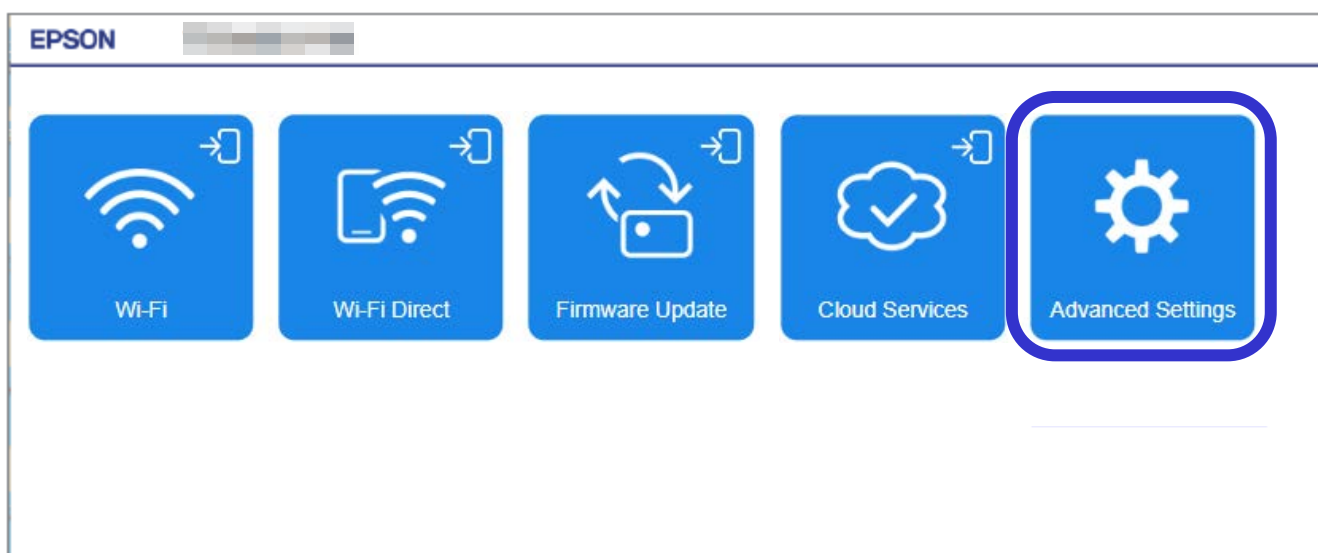 EPSON
Wi-Fi
Wi-Fi Direct
Firmware Update
Cloud Services
Advanced Settings